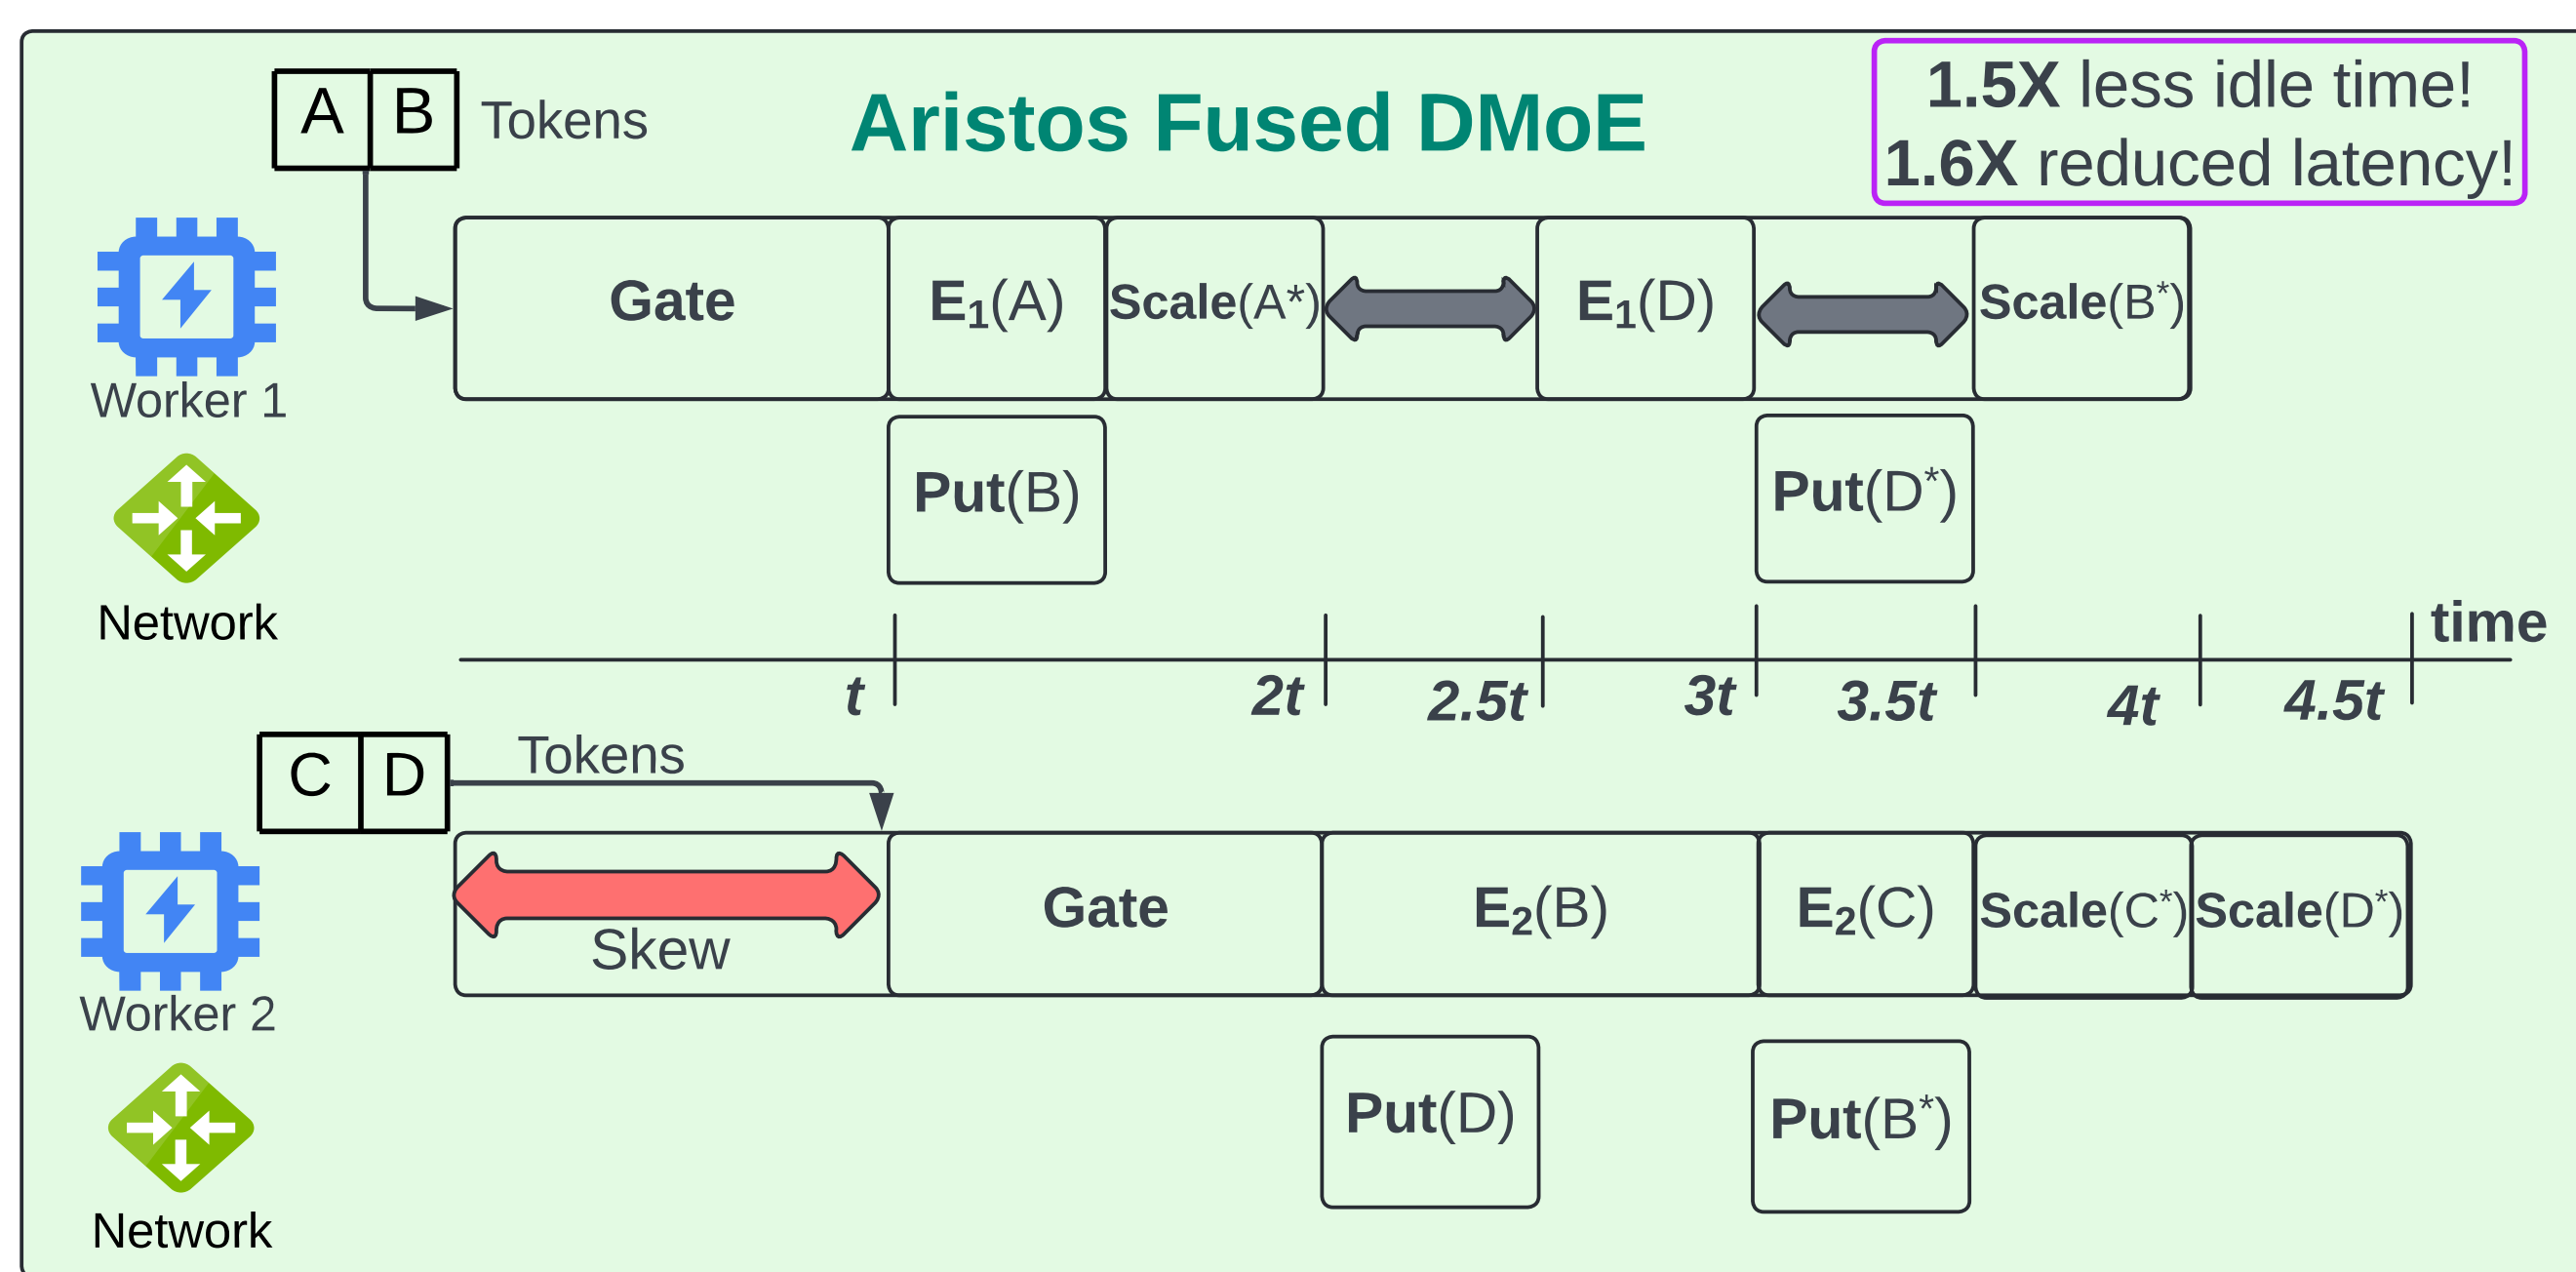 A B Tokens
Aristos Fused DMoE
1.5X less idle time!
1.6X reduced latency!
Gate E₁(A) Scale(A*) E₁(D) Scale(B*)
Worker 1
Put(B) Put(D*)
Network
time
t 2t 2.5t 3t 3.5t 4t 4.5t
C D Tokens
Skew Gate E₂(B) E₂(C) Scale(C*) Scale(D*)
Worker 2
Put(D) Put(B*)
Network